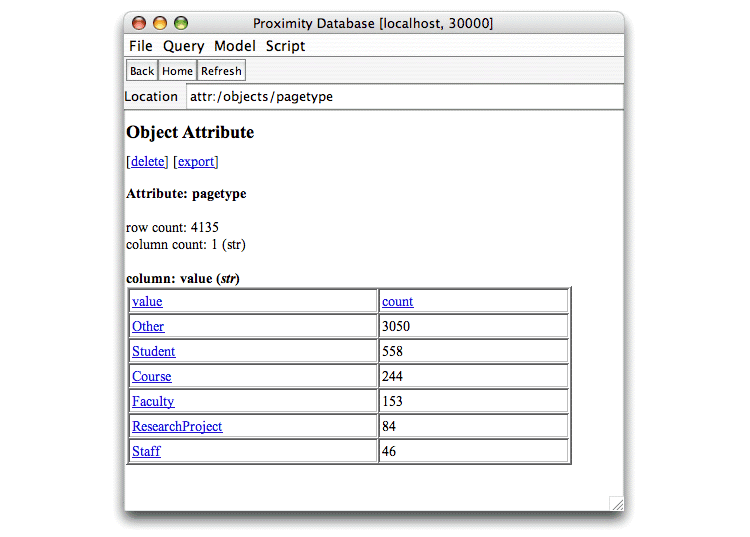 Proximity Database [localhost, 30000]
File Query Model Script
Back Home Refresh
Location attr:/objects/pagetype
Object Attribute
[delete] [export]
Attribute: pagetype
row count: 4135
column count: 1 (str)
column: value (str)
value count
Other 3050
Student 558
Course 244
Faculty 153
ResearchProject 84
Staff 46